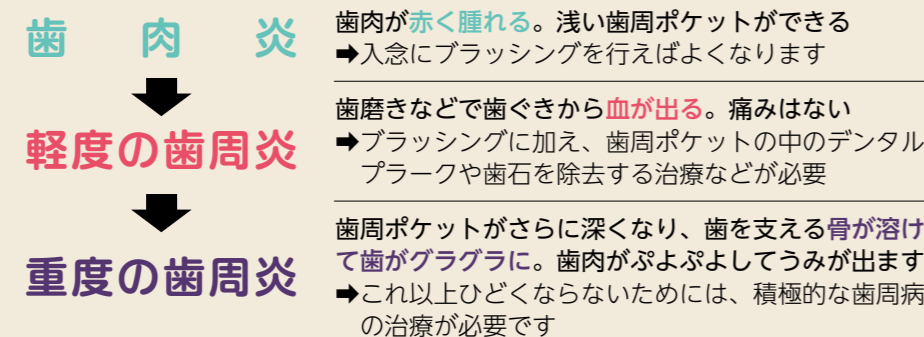 歯肉炎
歯肉が赤く腫れる。浅い歯周ポケットができる
➡入念にブラッシングを行えばよくなります
軽度の歯周炎
歯磨きなどで歯ぐきから血が出る。痛みはない
➡ブラッシングに加え、歯周ポケットの中のデンタル
プラークや歯石を除去する治療などが必要
重度の歯周炎
歯周ポケットがさらに深くなり、歯を支える骨が溶け
て歯がグラグラに。歯肉がぷよぷよしてうみが出ます
➡これ以上ひどくならないためには、積極的な歯周病
の治療が必要です